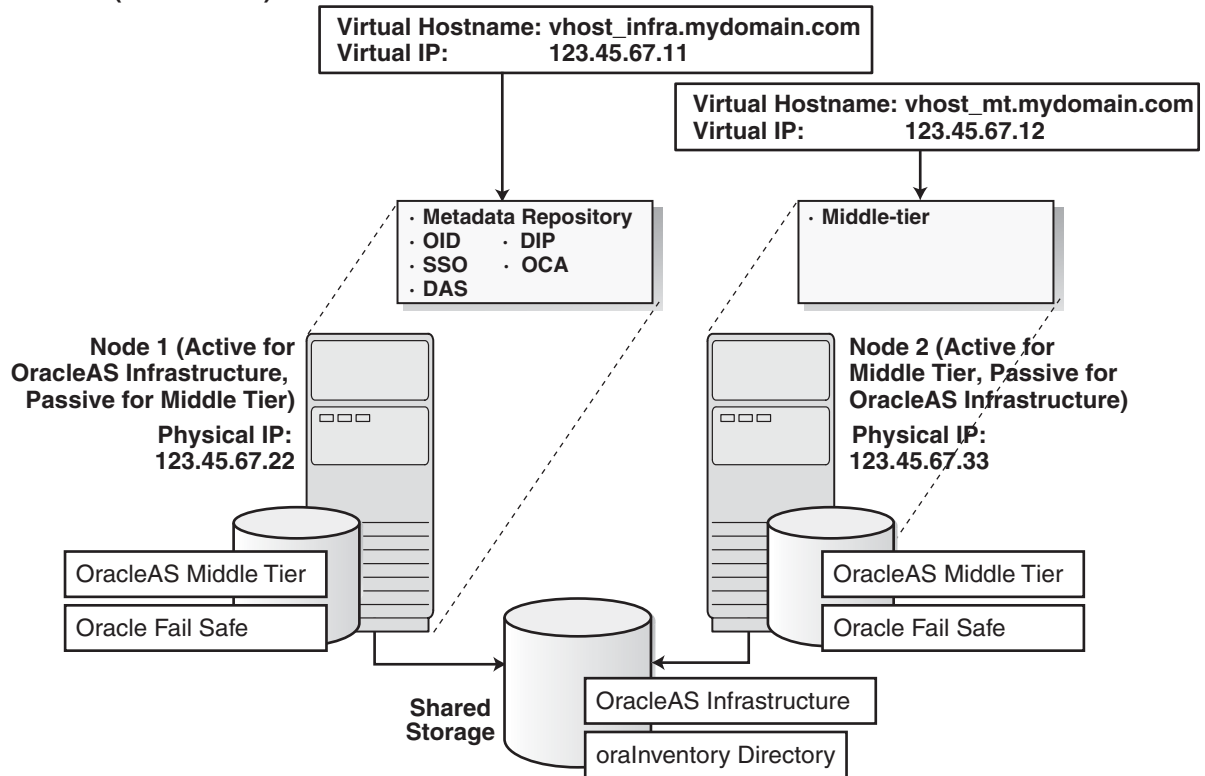 Virtual Hostname: vhost_infra.mydomain.com
Virtual IP: 123.45.67.11
Virtual Hostname: vhost_mt.mydomain.com
Virtual IP: 123.45.67.12
· Metadata Repository
· OID · DIP
· SSO · OCA
· DAS
· Middle-tier
Node 1 (Active for
OracleAS Infrastructure,
Passive for Middle Tier)
Physical IP:
123.45.67.22
Node 2 (Active for
Middle Tier, Passive for
OracleAS Infrastructure)
Physical IP:
123.45.67.33
OracleAS Middle Tier
Oracle Fail Safe
OracleAS Middle Tier
Oracle Fail Safe
Shared
Storage
OracleAS Infrastructure
oraInventory Directory